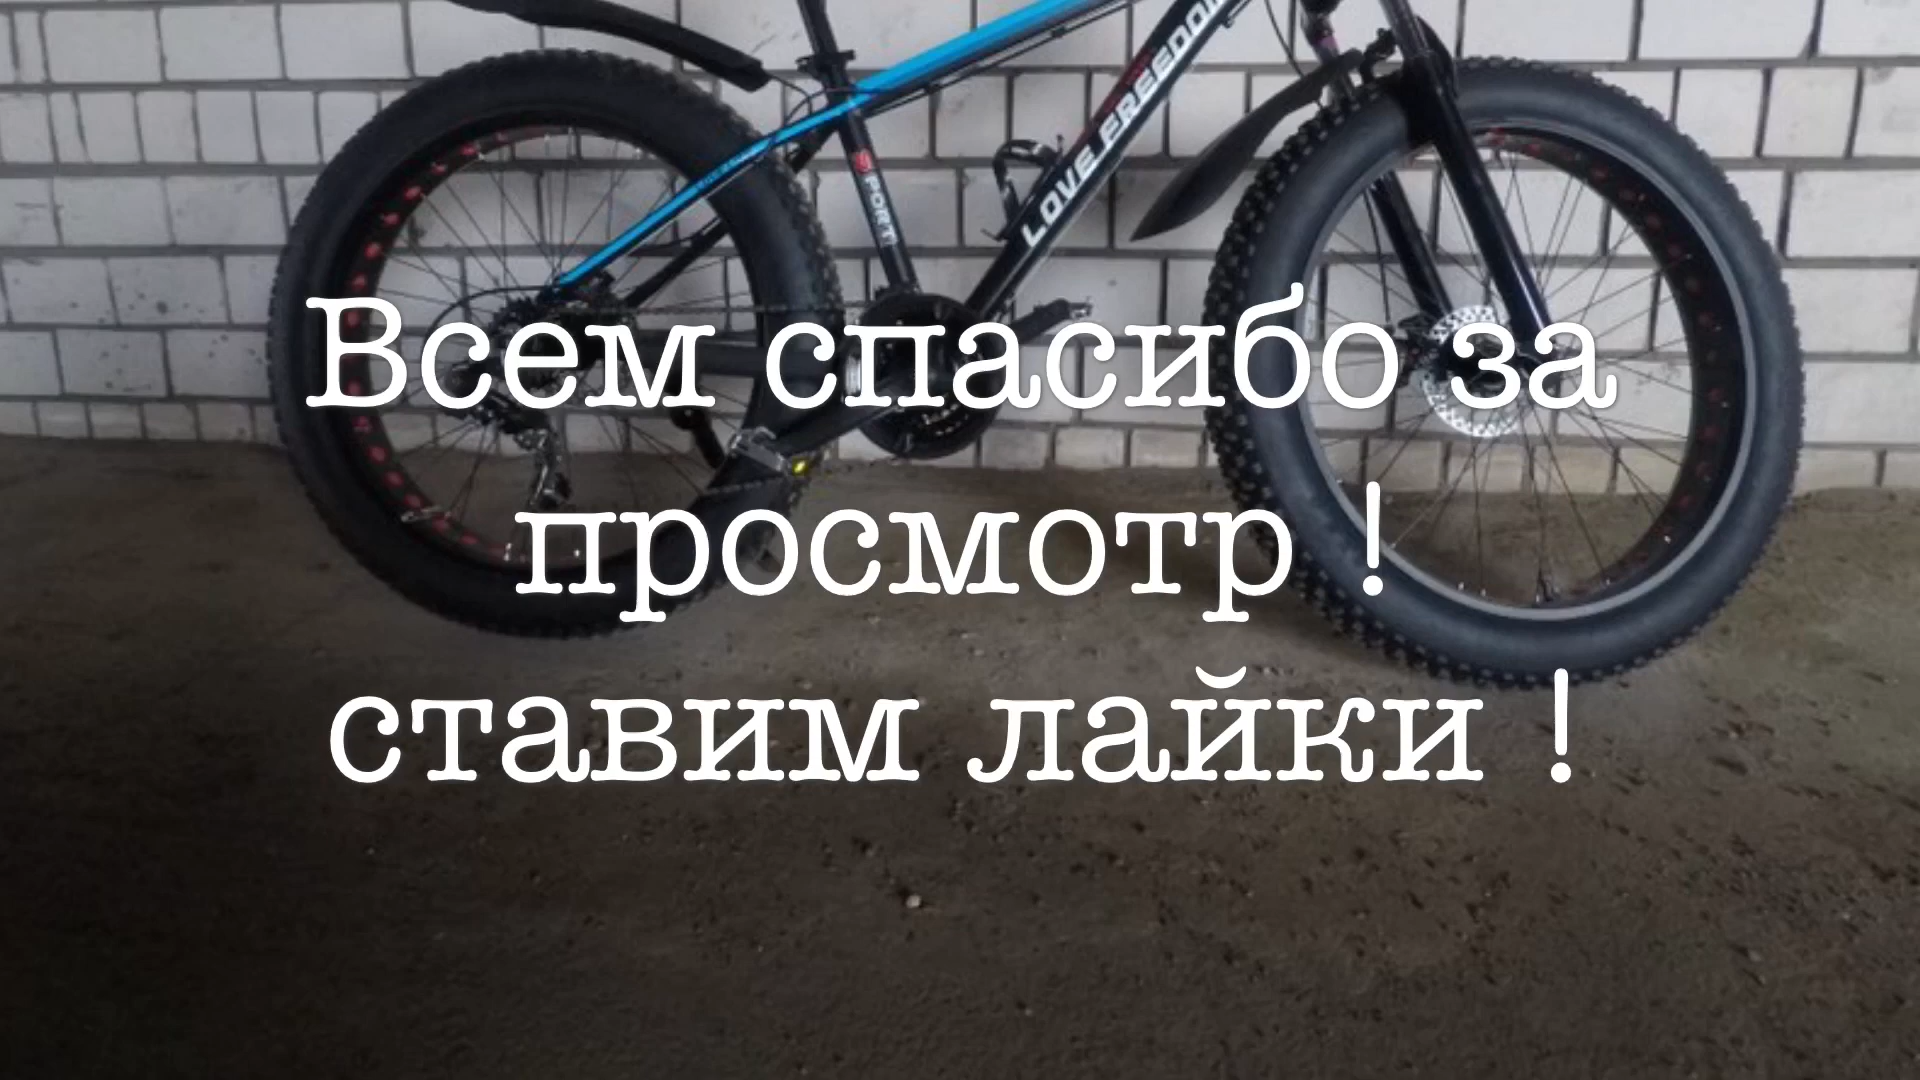 LOVE FREEDOM
SPORT
Всем спасибо за
просмотр !
ставим лайки !